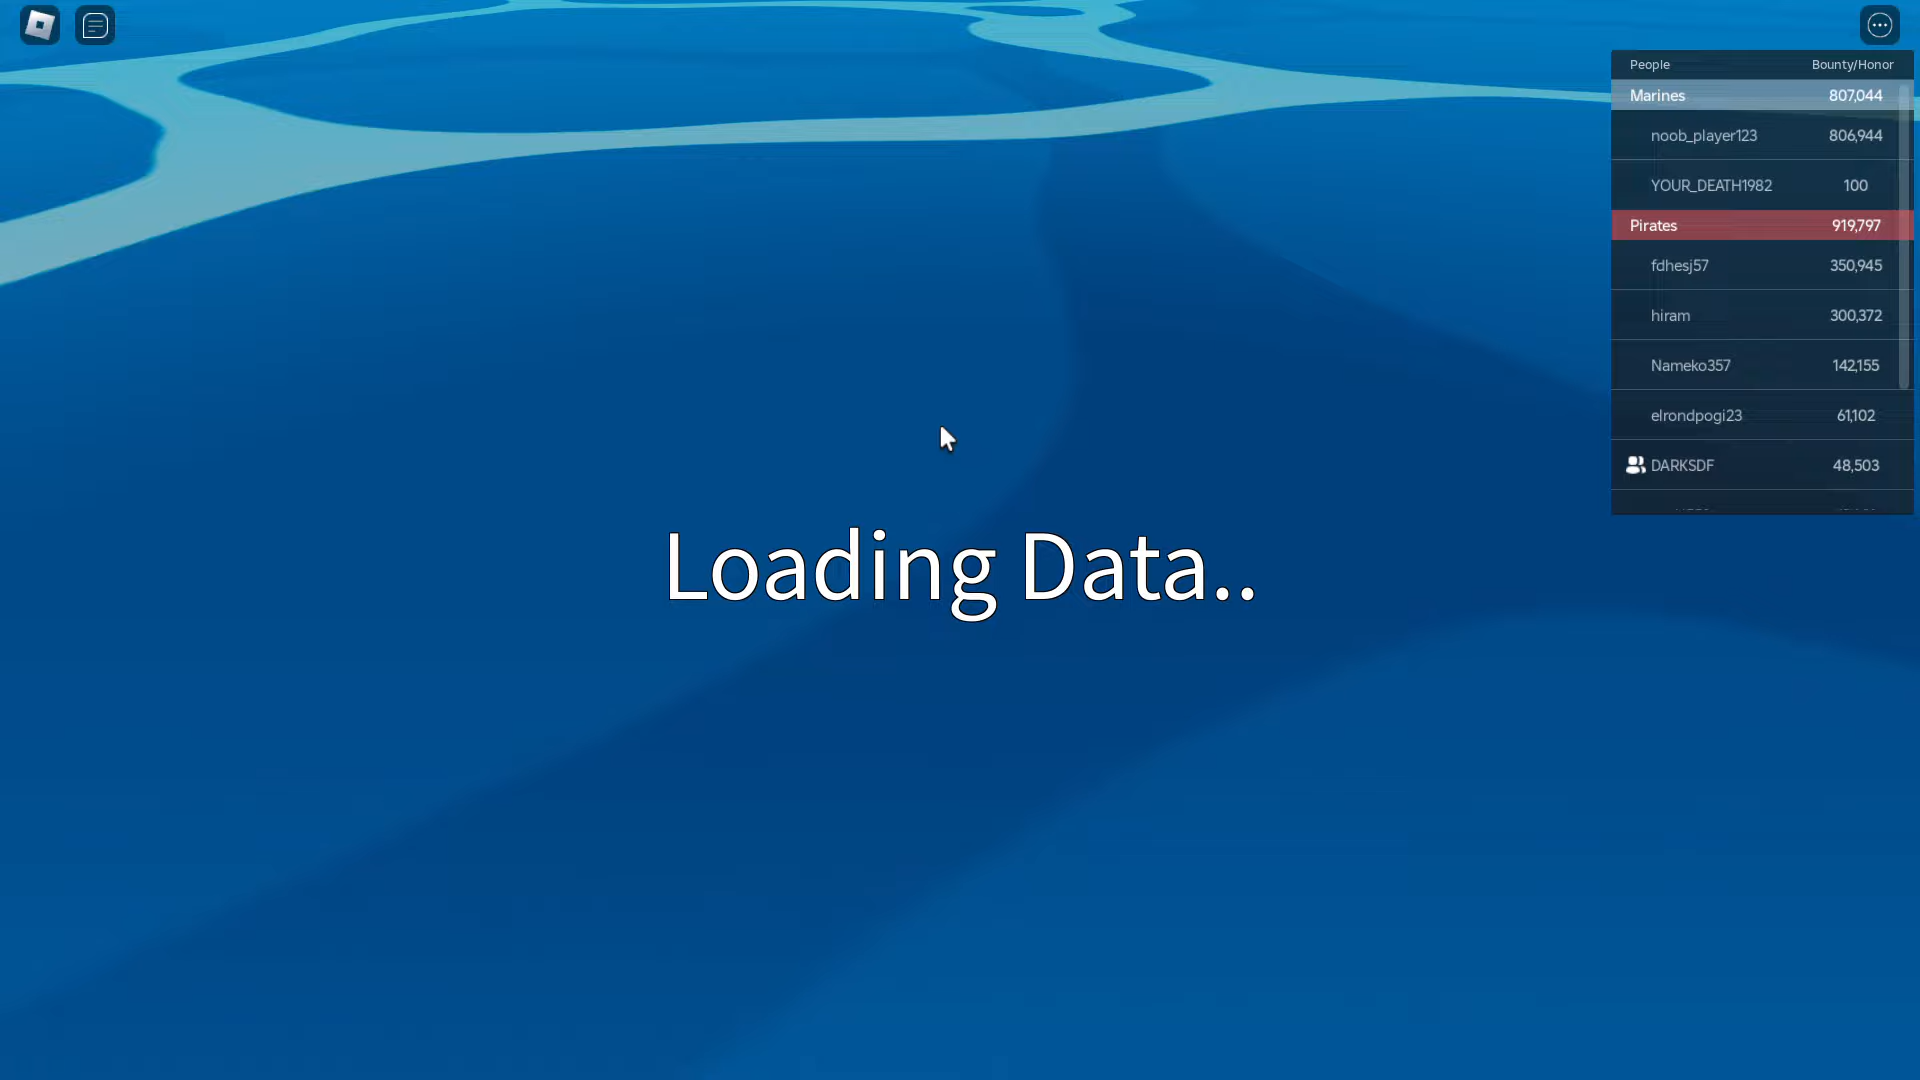 People Bounty/Honor
Marines 807,044
noob_player123 806,944
YOUR_DEATH1982 100
Pirates 919,797
fdhesj57 350,945
hiram 300,372
Nameko357 142,155
elrondpogi23 61,102
DARKSDF 48,503
Loading Data..